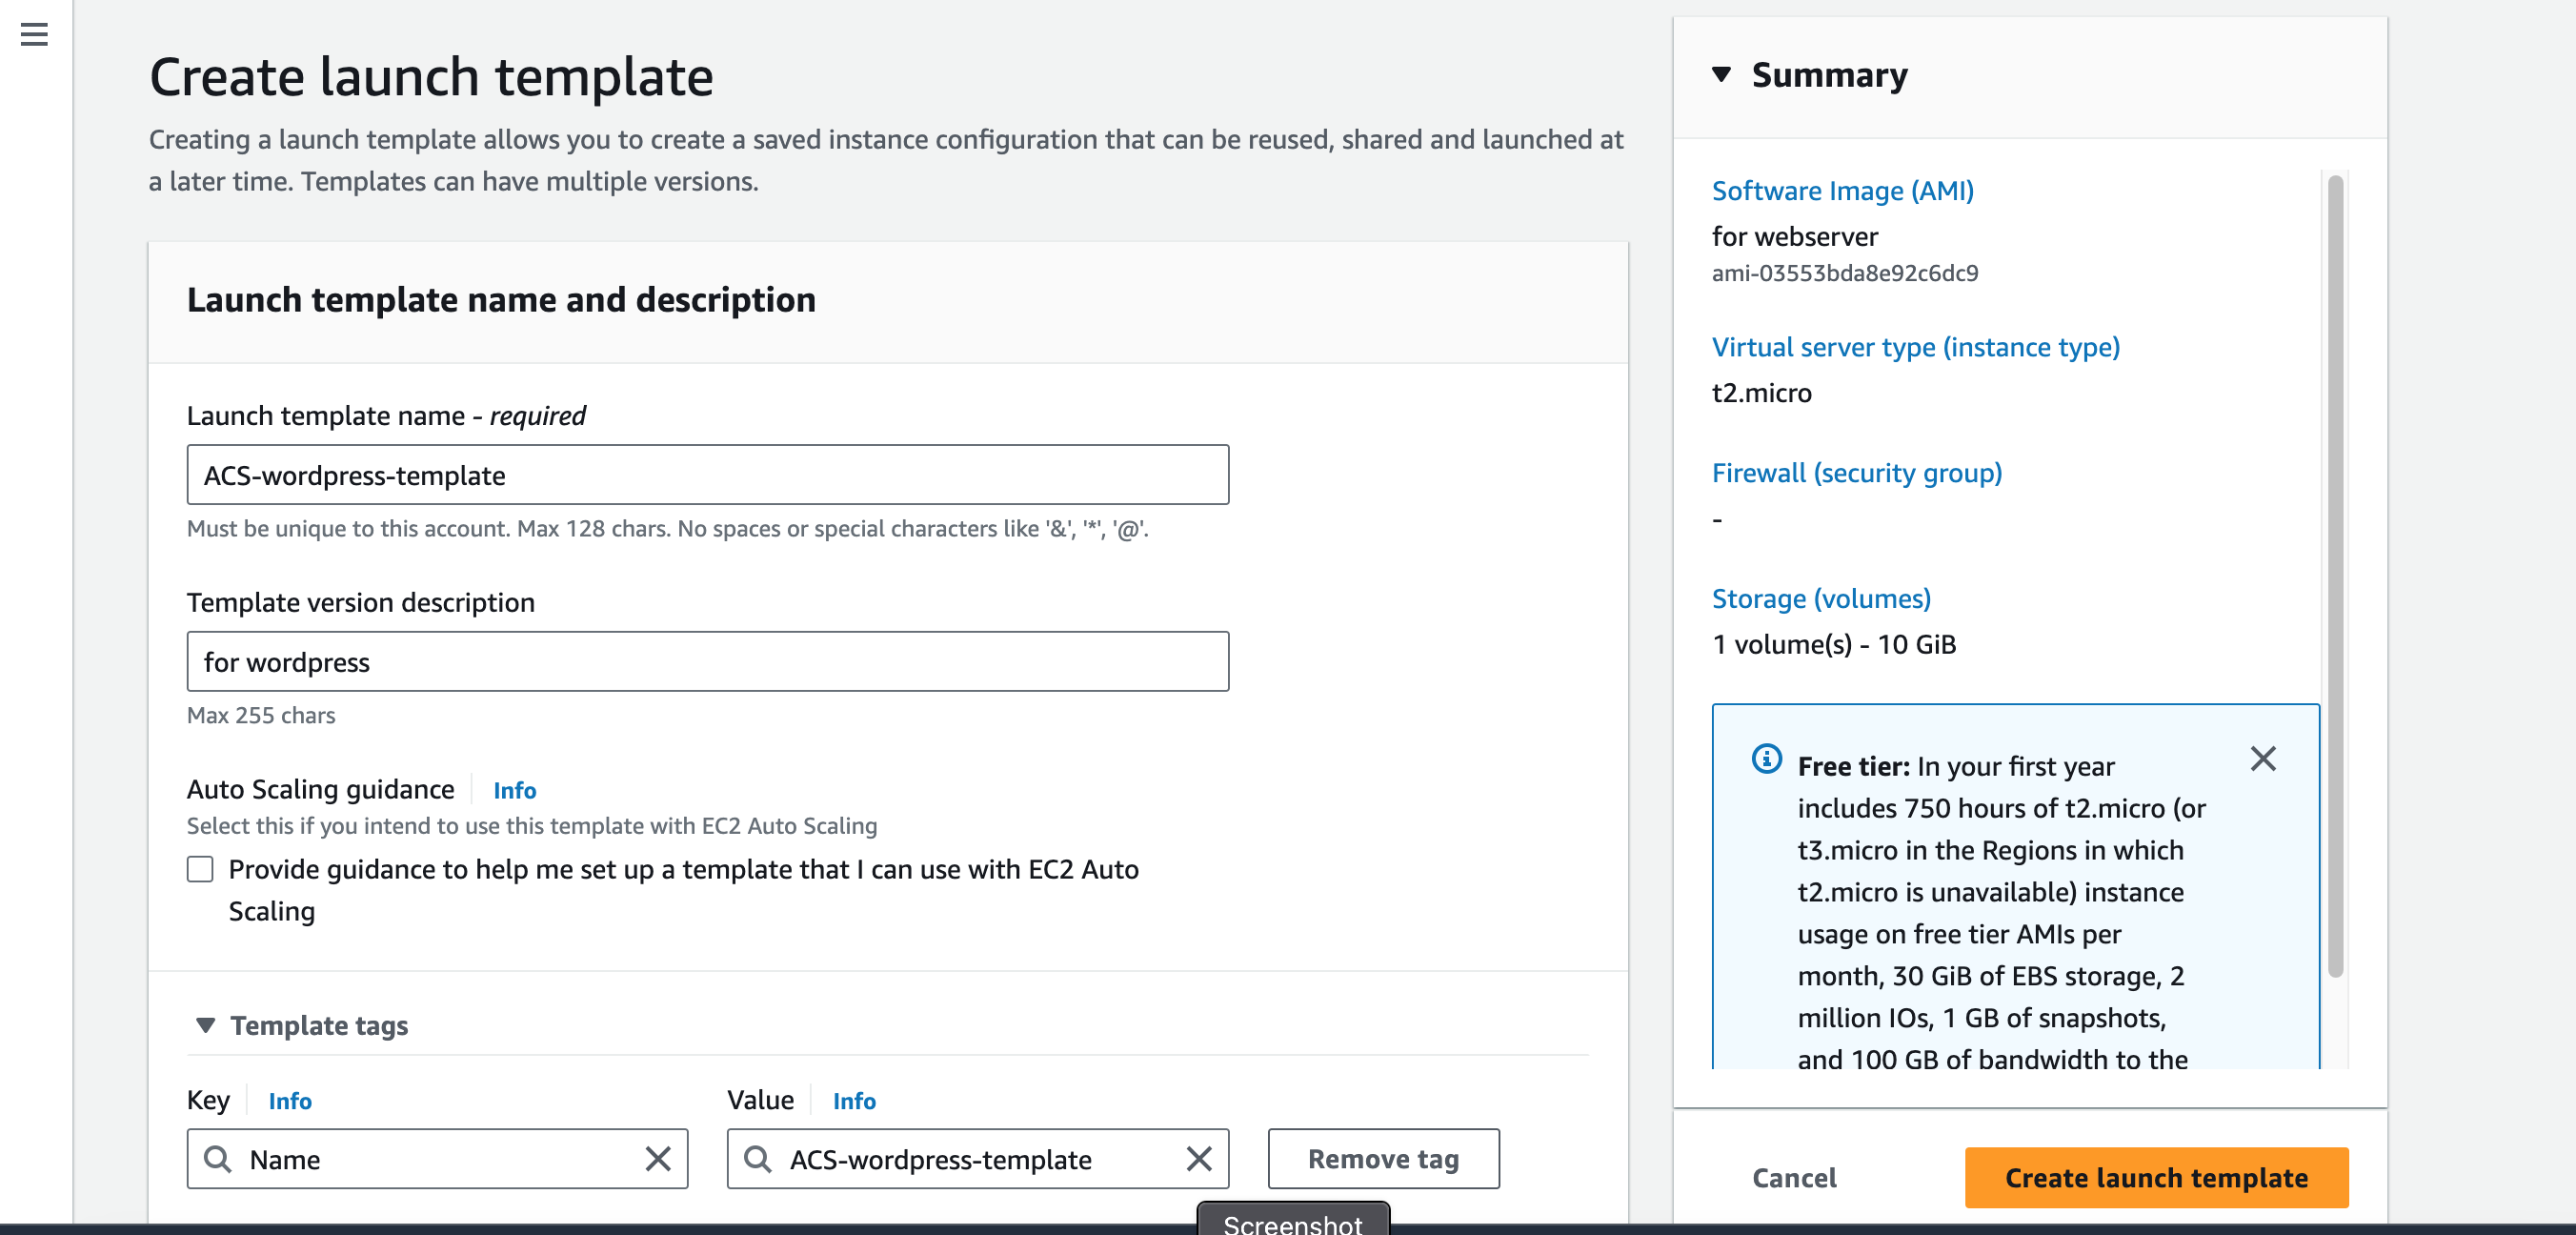 Create launch template
Creating a launch template allows you to create a saved instance configuration that can be reused, shared and launched at
a later time. Templates can have multiple versions.
Launch template name and description
Launch template name - required
ACS-wordpress-template
Must be unique to this account. Max 128 chars. No spaces or special characters like '&', '*', '@'.
Template version description
for wordpress
Max 255 chars
Auto Scaling guidance Info
Select this if you intend to use this template with EC2 Auto Scaling
Provide guidance to help me set up a template that I can use with EC2 Auto
Scaling
Template tags
Key Info Value Info
Name ACS-wordpress-template Remove tag
Summary
Software Image (AMI)
for webserver
ami-03553bda8e92c6dc9
Virtual server type (instance type)
t2.micro
Firewall (security group)
-
Storage (volumes)
1 volume(s) - 10 GiB
Free tier: In your first year
includes 750 hours of t2.micro (or
t3.micro in the Regions in which
t2.micro is unavailable) instance
usage on free tier AMIs per
month, 30 GiB of EBS storage, 2
million IOs, 1 GB of snapshots,
and 100 GB of bandwidth to the
Cancel Create launch template
Screenshot